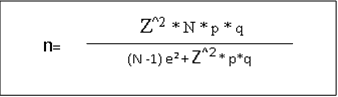 Z^2 * N * p * q
n=
(N -1) e² + Z^2 * p*q